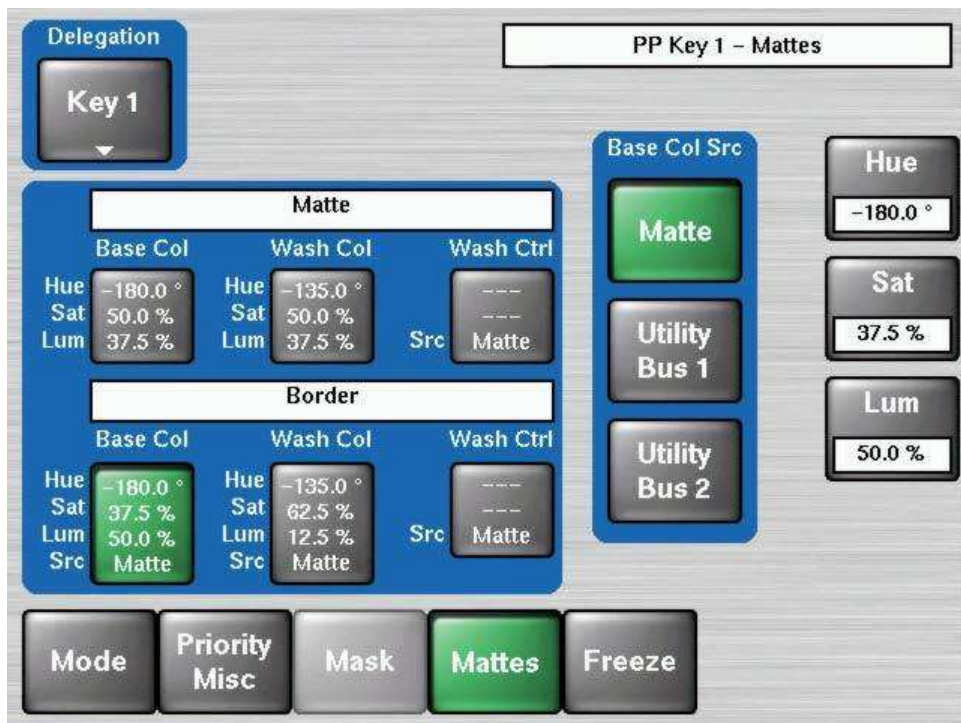 Delegation
PP Key 1 – Mattes
Key 1
Base Col Src
Hue
−180.0 °
Matte
Matte
Base Col Wash Col Wash Ctrl
Hue −180.0 ° Hue −135.0 ° ---
Sat 50.0 % Sat 50.0 % ---
Lum 37.5 % Lum 37.5 % Src Matte
Sat
37.5 %
Utility
Bus 1
Border
Base Col Wash Col Wash Ctrl
Lum
50.0 %
Utility
Bus 2
Hue −180.0 ° Hue −135.0 ° ---
Sat 37.5 % Sat 62.5 % ---
Lum 50.0 % Lum 12.5 % Src Matte
Src Matte Src Matte
Mode
Priority
Misc
Mask
Mattes
Freeze